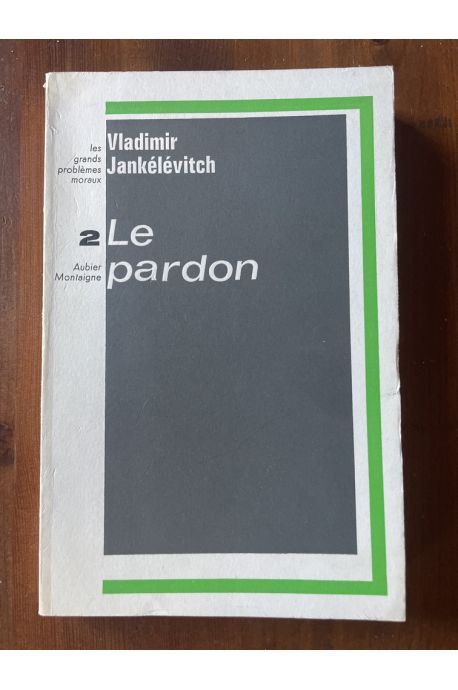 les
grands
problèmes
moraux
Vladimir
Jankélévitch
2
Le
pardon
Aubier
Montaigne